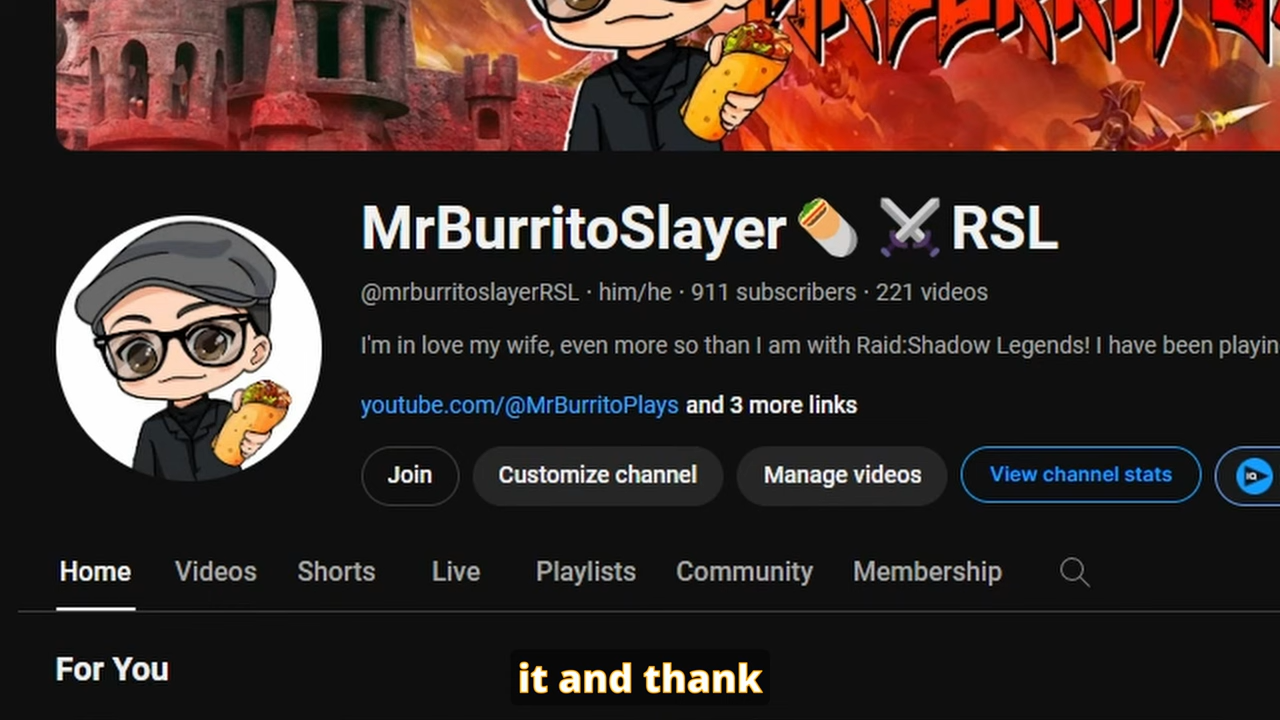 MrBurritoSlayer🌯 ⚔️RSL
@mrburritoslayerRSL · him/he · 911 subscribers · 221 videos
I'm in love my wife, even more so than I am with Raid:Shadow Legends! I have been
youtube.com/@MrBurritoPlays and 3 more links
Join Customize channel Manage videos View channel stats
Home Videos Shorts Live Playlists Community Membership
For You
it and thank